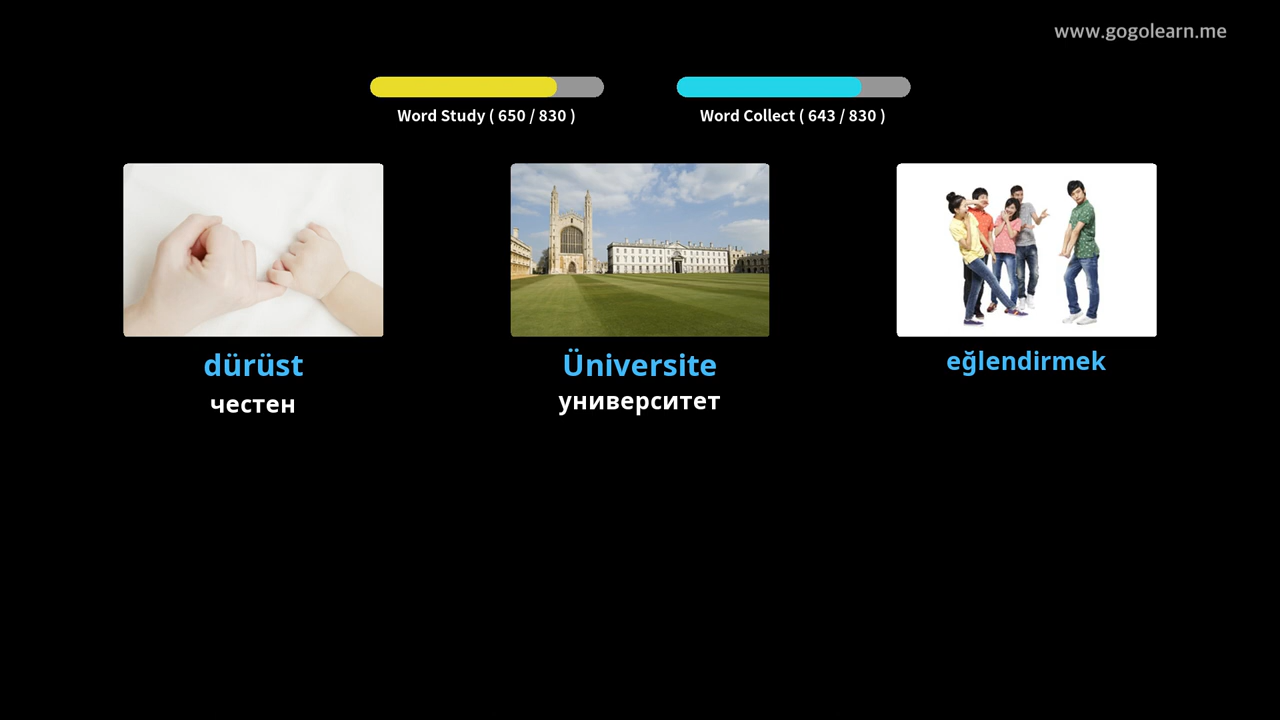 www.gogolearn.me
Word Study ( 650 / 830 )
Word Collect ( 643 / 830 )
dürüst
честен
Üniversite
университет
eğlendirmek